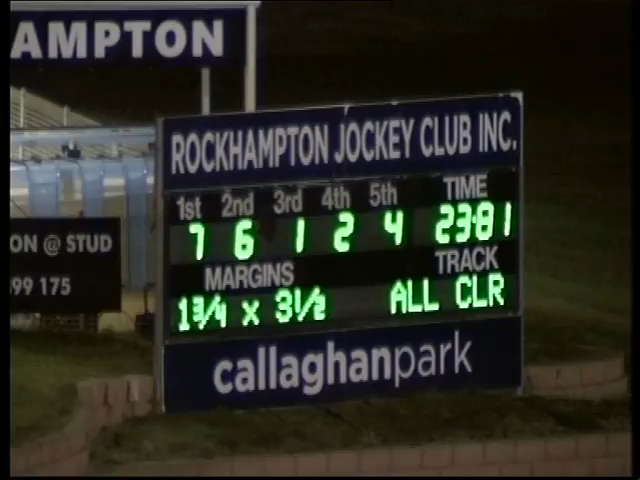 AMPTON
ROCKHAMPTON JOCKEY CLUB INC.
1st 2nd 3rd 4th 5th TIME
7 6 1 2 4 23:81
MARGINS TRACK
1¾ x 3½ ALL CLR
callaghanpark
ON @ STUD
99 175